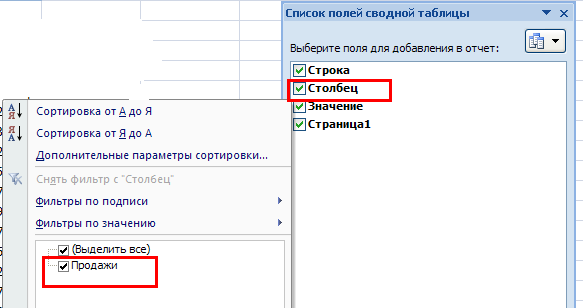 Список полей сводной таблицы
Выберите поля для добавления в отчет:
Строка
Столбец
Значение
Страница1
Сортировка от А до Я
Сортировка от Я до А
Дополнительные параметры сортировки...
Снять фильтр с "Столбец"
Фильтры по подписи
Фильтры по значению
(Выделить все)
Продажи